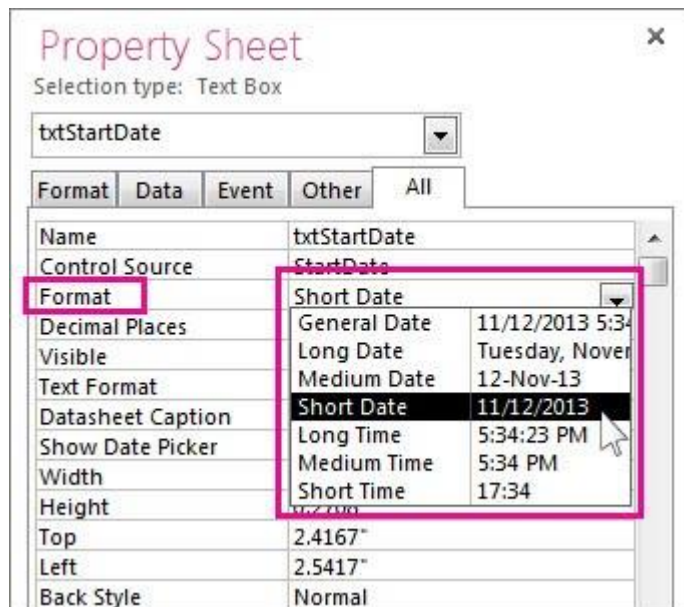 Property Sheet
Selection type: Text Box
txtStartDate
Format Data Event Other All
Name txtStartDate
Control Source StartDate
Format Short Date
Decimal Places General Date 11/12/2013 5:34
Visible Long Date Tuesday, Nover
Text Format Medium Date 12-Nov-13
Datasheet Caption Short Date 11/12/2013
Show Date Picker Long Time 5:34:23 PM
Width Medium Time 5:34 PM
Height Short Time 17:34
Top 2.4167"
Left 2.5417"
Back Style Normal